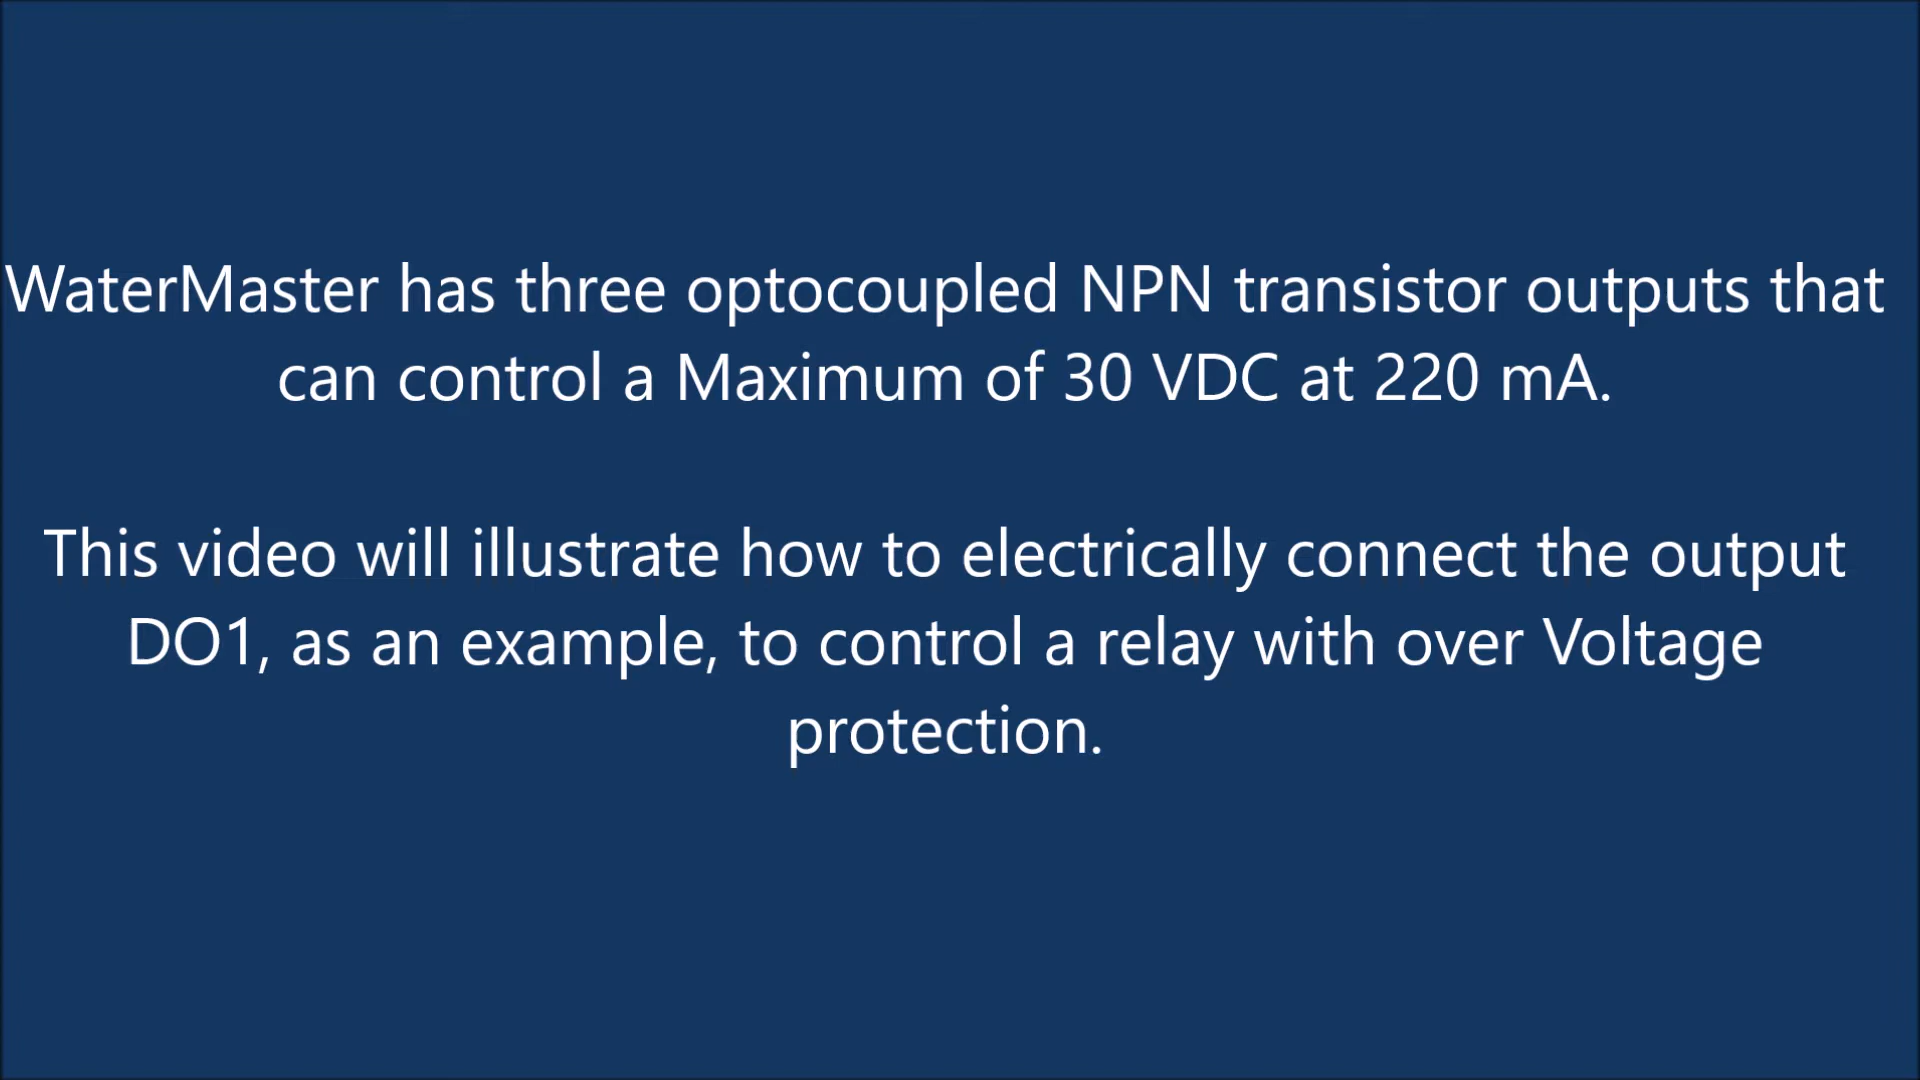 WaterMaster has three optocoupled NPN transistor outputs that
can control a Maximum of 30 VDC at 220 mA.
This video will illustrate how to electrically connect the output
DO1, as an example, to control a relay with over Voltage
protection.